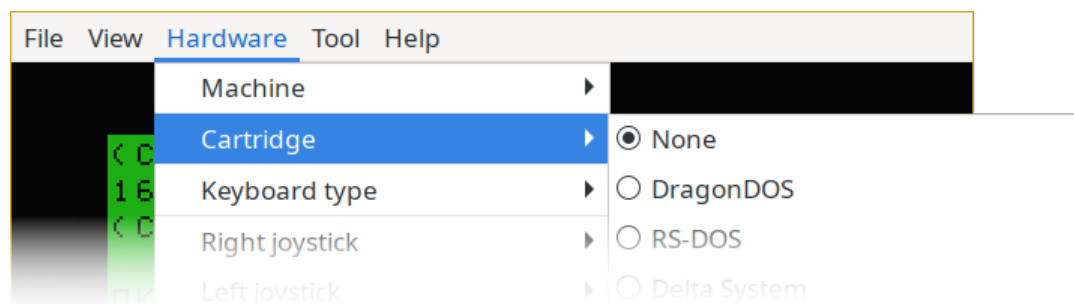 File View Hardware Tool Help
Machine
Cartridge
None
Keyboard type
DragonDOS
Right joystick
RS-DOS
Left joystick
Delta System
(C
16
(C